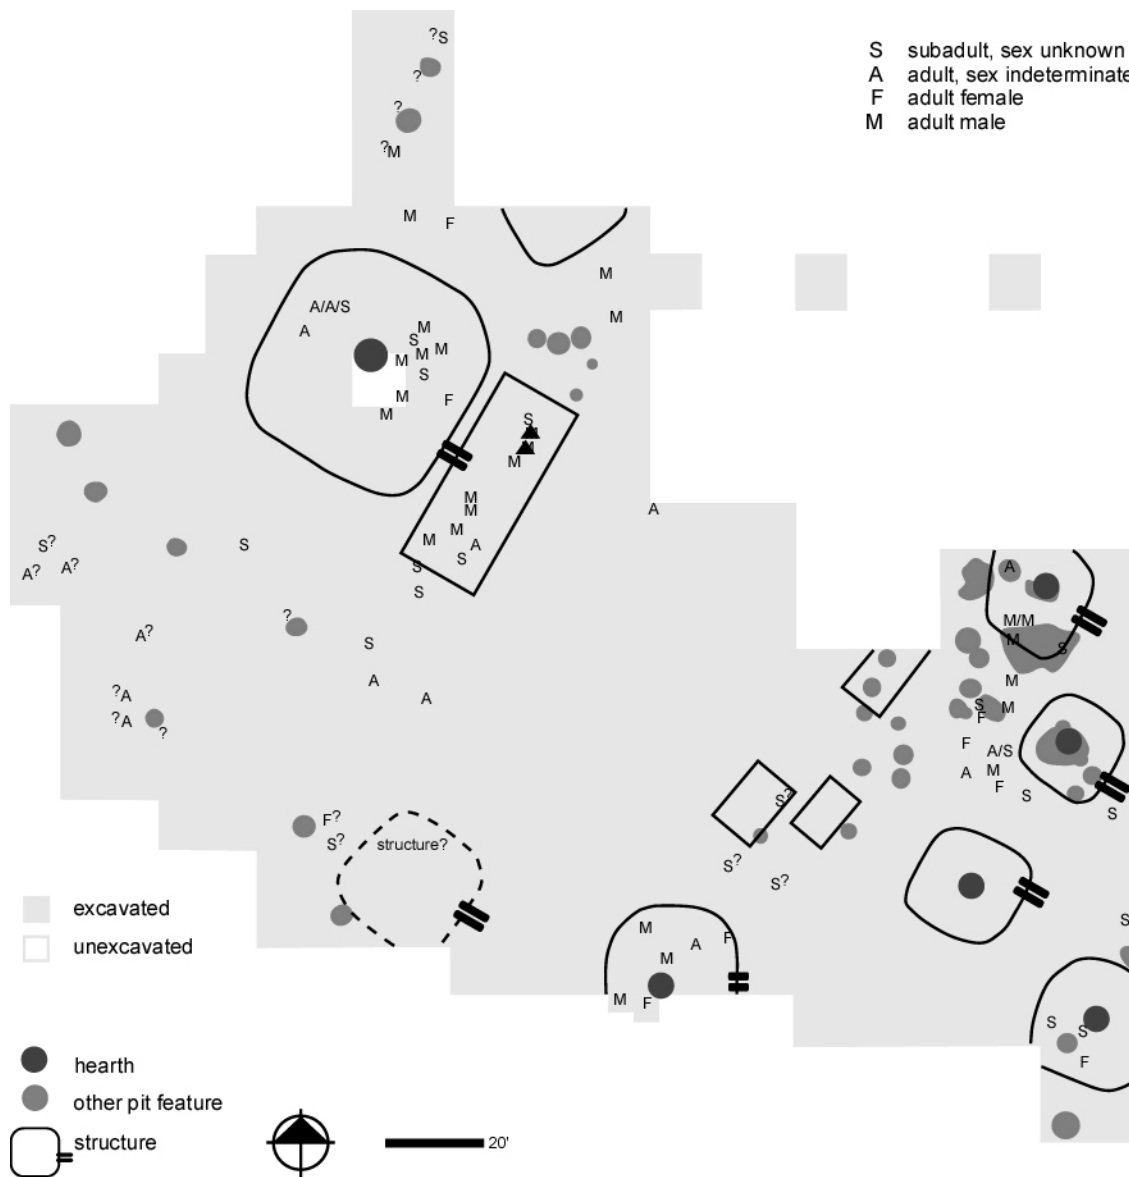 ?S
S subadult, sex unknown
?
A adult, sex indeterminate
?
F adult female
?M
M adult male
M F
M
A/A/S
M
A
M
S
M M
M
S
M
F
M
S
M
M
M
A
M
M
S?
S
M A
A? A?
S
S
A
S
M/M
A?
?
M
S
S
A
M
?A
A
S
M
?A
F
?
F
A/S
A
M
F
S?
S
S
F?
S?
structure?
S?
S?
excavated
M
F
S
unexcavated
A
M
M
F
S
S
hearth
F
other pit feature
structure
20'